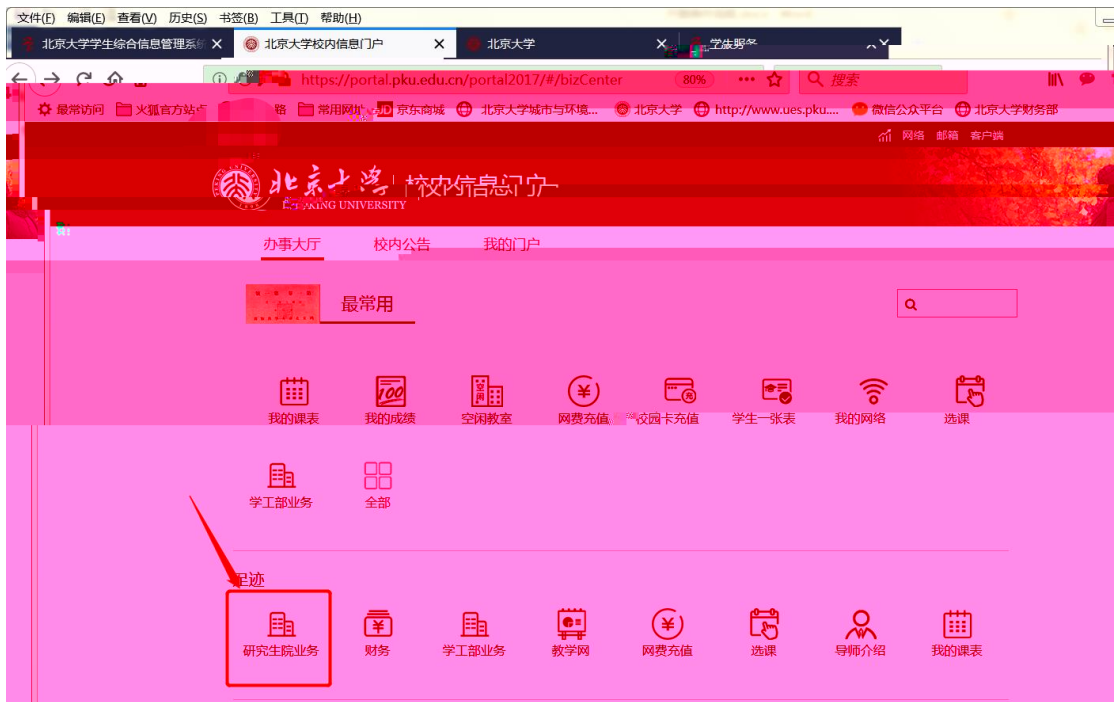 文件(F) 编辑(E) 查看(V) 历史(S) 书签(B) 工具(T) 帮助(H)
北京大学学生综合信息管理系统 × 北京大学校内信息门户 × 北京大学 ×
https://portal.pku.edu.cn/portal2017/#/bizCenter 80% 搜索
最常访问 火狐官方站点 常用网址 JD 京东商城 北京大学城市与环境... 北京大学 http://www.ues.pku.... 微信公众平台 北京大学财务部
网络 邮箱 客户端
北京大学 校内信息门户
PEKING UNIVERSITY
办事大厅 校内公告 我的门户
最常用
我的课表 我的成绩 空闲教室 网费充值 校园卡充值 学生一张表 我的网络 选课
学工部业务 全部
足迹
研究生院业务 财务 学工部业务 教学网 网费充值 选课 导师介绍 我的课表